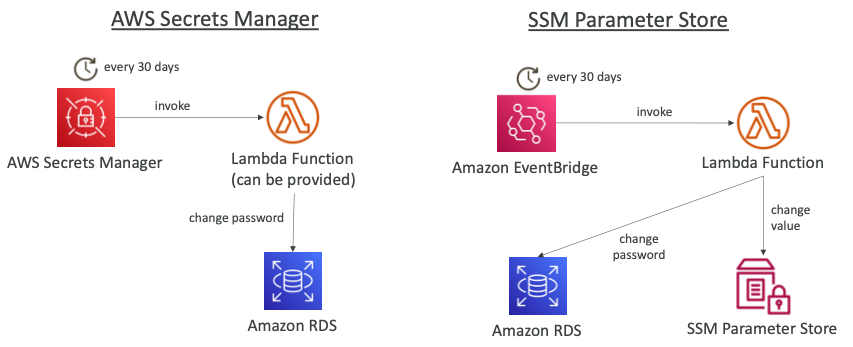 AWS Secrets Manager
every 30 days
invoke
AWS Secrets Manager
Lambda Function
(can be provided)
change password
Amazon RDS
SSM Parameter Store
every 30 days
invoke
Amazon EventBridge
Lambda Function
change
password
change
value
Amazon RDS
SSM Parameter Store